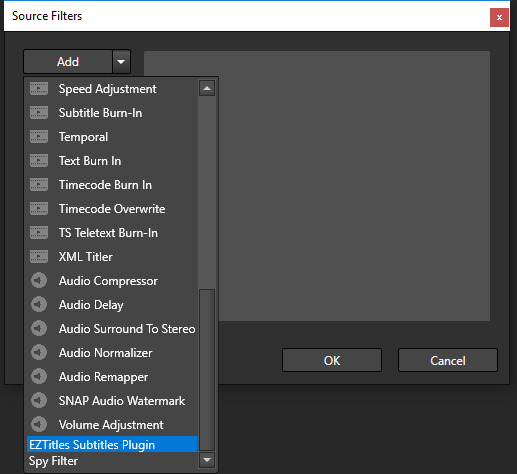 Source Filters
x
Add
Speed Adjustment
Subtitle Burn-In
Temporal
Text Burn In
Timecode Burn In
Timecode Overwrite
TS Teletext Burn-In
XML Titler
Audio Compressor
Audio Delay
Audio Surround To Stereo
Audio Normalizer
Audio Remapper
SNAP Audio Watermark
Volume Adjustment
EZTitles Subtitles Plugin
Spy Filter
OK
Cancel